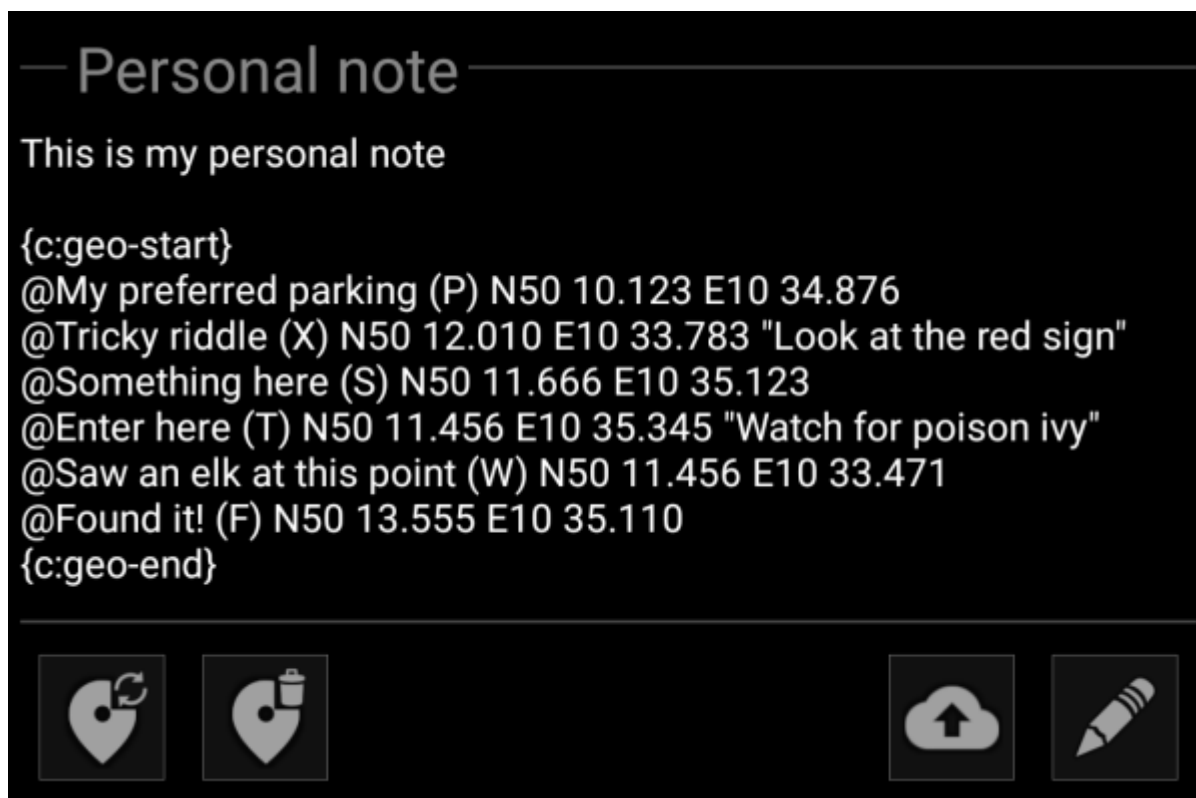 Personal note
This is my personal note
{c:geo-start}
@My preferred parking (P) N50 10.123 E10 34.876
@Tricky riddle (X) N50 12.010 E10 33.783 "Look at the red sign"
@Something here (S) N50 11.666 E10 35.123
@Enter here (T) N50 11.456 E10 35.345 "Watch for poison ivy"
@Saw an elk at this point (W) N50 11.456 E10 33.471
@Found it! (F) N50 13.555 E10 35.110
{c:geo-end}